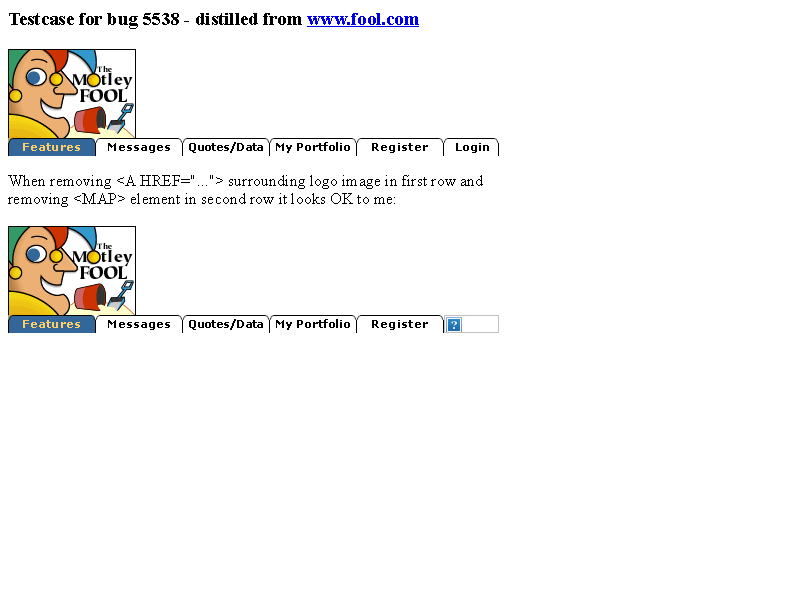 Testcase for bug 5538 - distilled from www.fool.com
The
Motley
FOOL
Features Messages Quotes/Data My Portfolio Register Login
When removing <A HREF="..."> surrounding logo image in first row and
removing <MAP> element in second row it looks OK to me:
The
Motley
FOOL
Features Messages Quotes/Data My Portfolio Register